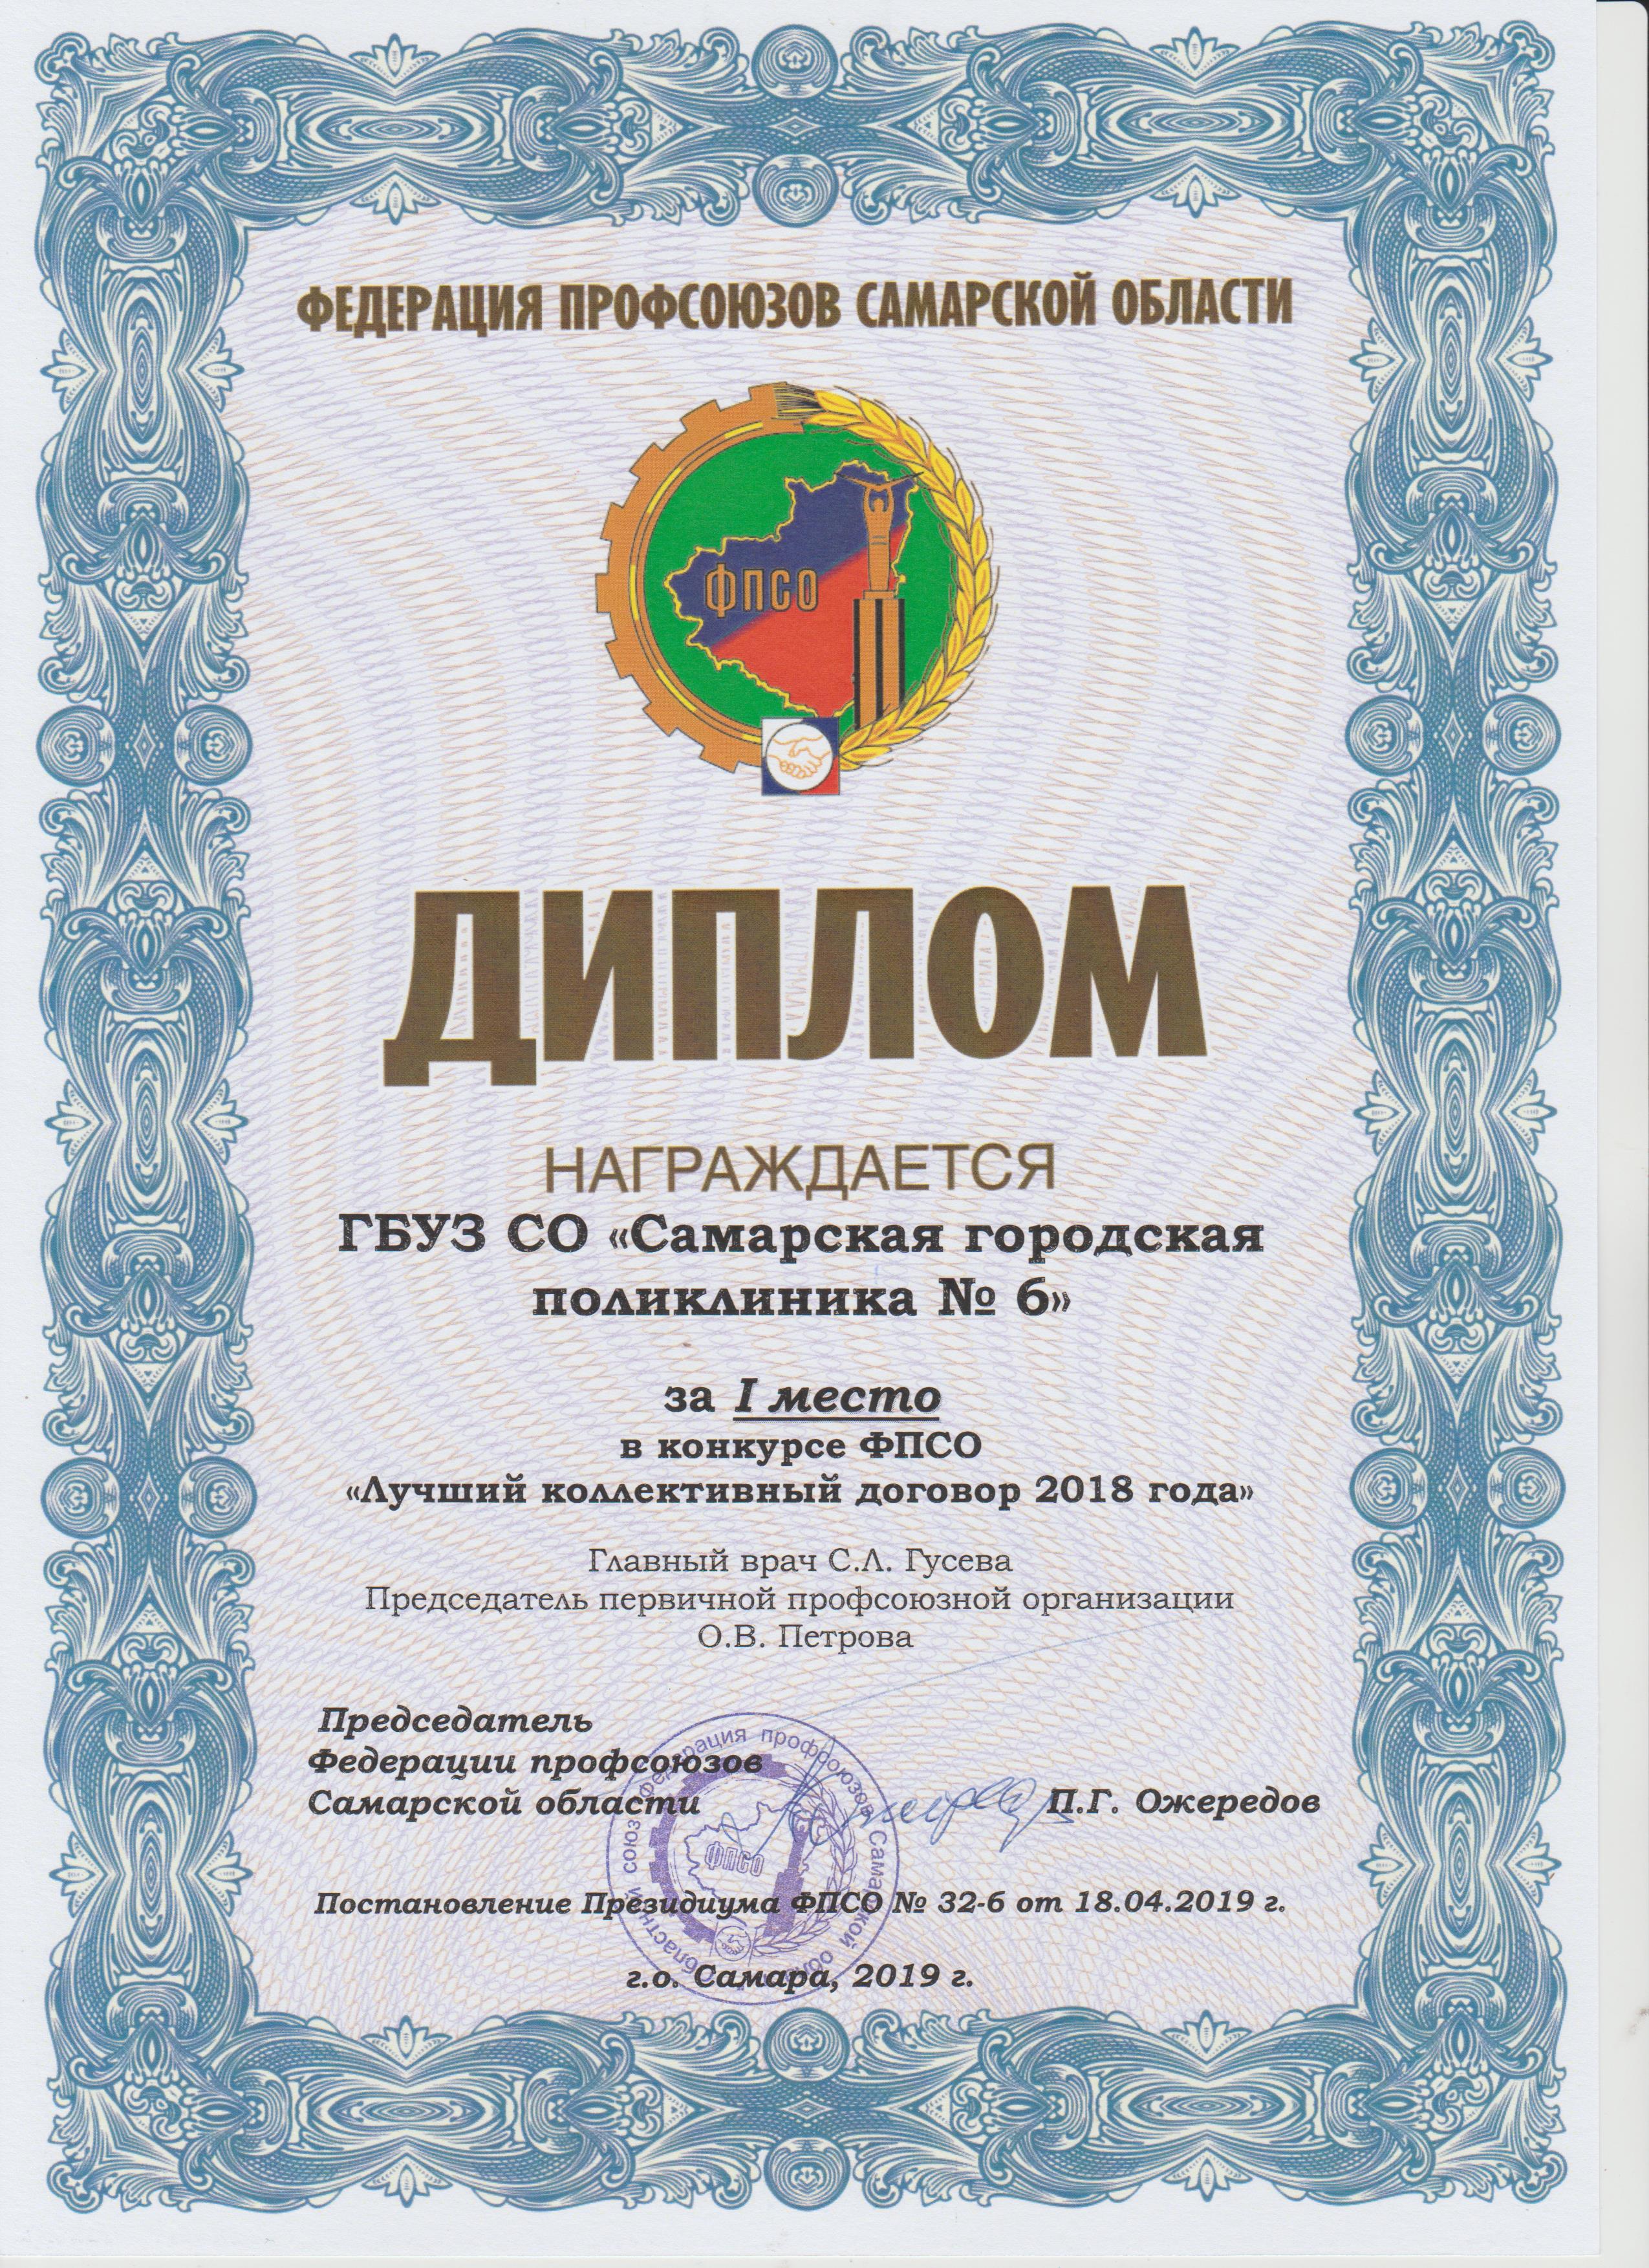 ФЕДЕРАЦИЯ ПРОФСОЮЗОВ САМАРСКОЙ ОБЛАСТИ
ФПСО
ДИПЛОМ
НАГРАЖДАЕТСЯ
ГБУЗ СО «Самарская городская
поликлиника № 6»
за I место
в конкурсе ФПСО
«Лучший коллективный договор 2018 года»
Главный врач С.Л. Гусева
Председатель первичной профсоюзной организации
О.В. Петрова
Председатель
Федерации профсоюзов
Самарской области П.Г. Ожередов
союз Федерация профсоюзов Самарской
ФПСО
Постановление Президиума ФПСО № 32-6 от 18.04.2019 г.
г.о. Самара, 2019 г.